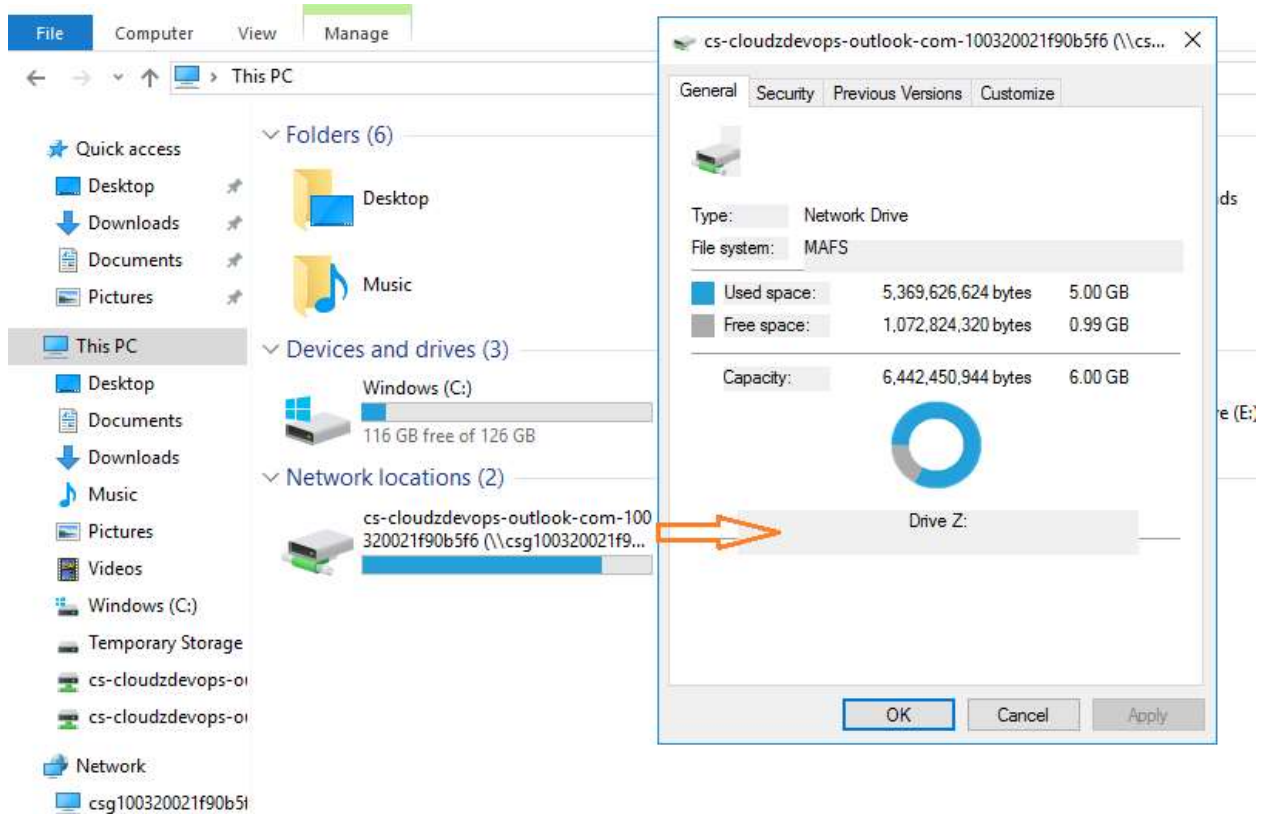 File Computer View Manage
This PC
Quick access
Desktop
Downloads
Documents
Pictures
This PC
Desktop
Documents
Downloads
Music
Pictures
Videos
Windows (C:)
Temporary Storage
cs-cloudzdevops-o
cs-cloudzdevops-o
Network
csg100320021f90b5f
Folders (6)
Desktop
Music
Devices and drives (3)
Windows (C:)
116 GB free of 126 GB
Network locations (2)
cs-cloudzdevops-outlook-com-100
320021f90b5f6 (\\csg100320021f9...
cs-cloudzdevops-outlook-com-100320021f90b5f6 (\\cs...
General Security Previous Versions Customize
Type: Network Drive
File system: MAFS
Used space: 5,369,626,624 bytes 5.00 GB
Free space: 1,072,824,320 bytes 0.99 GB
Capacity: 6,442,450,944 bytes 6.00 GB
Drive Z:
OK Cancel Apply
ds
e (E:)